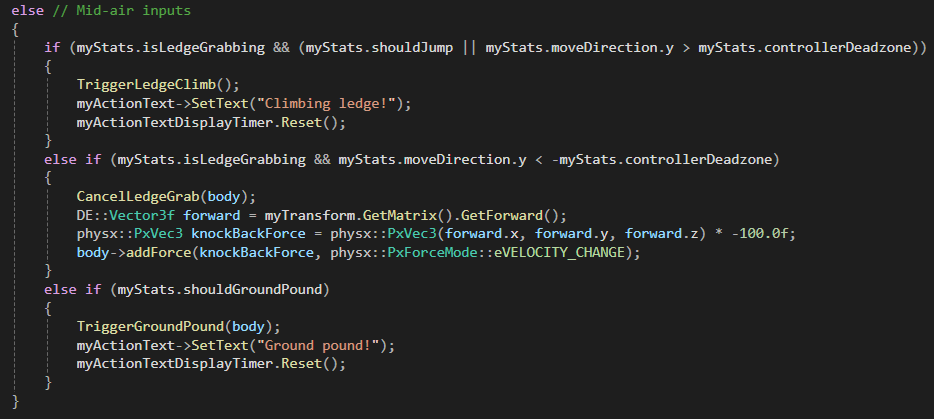 else // Mid-air inputs
{
    if (myStats.isLedgeGrabbing && (myStats.shouldJump || myStats.moveDirection.y > myStats.controllerDeadzone))
    {
        TriggerLedgeClimb();
        myActionText->SetText("Climbing ledge!");
        myActionTextDisplayTimer.Reset();
    }
    else if (myStats.isLedgeGrabbing && myStats.moveDirection.y < -myStats.controllerDeadzone)
    {
        CancelLedgeGrab(body);
        DE::Vector3f forward = myTransform.GetMatrix().GetForward();
        physx::PxVec3 knockBackForce = physx::PxVec3(forward.x, forward.y, forward.z) * -100.0f;
        body->addForce(knockBackForce, physx::PxForceMode::eVELOCITY_CHANGE);
    }
    else if (myStats.shouldGroundPound)
    {
        TriggerGroundPound(body);
        myActionText->SetText("Ground pound!");
        myActionTextDisplayTimer.Reset();
    }
}